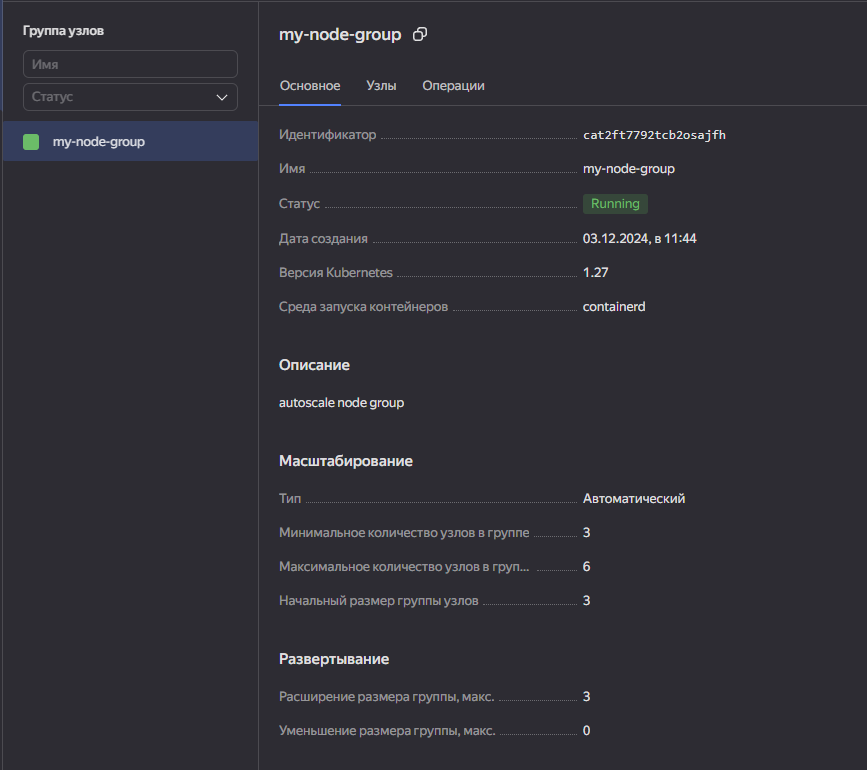 Группа узлов
Имя
Статус
my-node-group
my-node-group
Основное Узлы Операции
Идентификатор cat2ft7792tcb2osajfh
Имя my-node-group
Статус Running
Дата создания 03.12.2024, в 11:44
Версия Kubernetes 1.27
Среда запуска контейнеров containerd
Описание
autoscale node group
Масштабирование
Тип Автоматический
Минимальное количество узлов в группе 3
Максимальное количество узлов в груп... 6
Начальный размер группы узлов 3
Развертывание
Расширение размера группы, макс. 3
Уменьшение размера группы, макс. 0